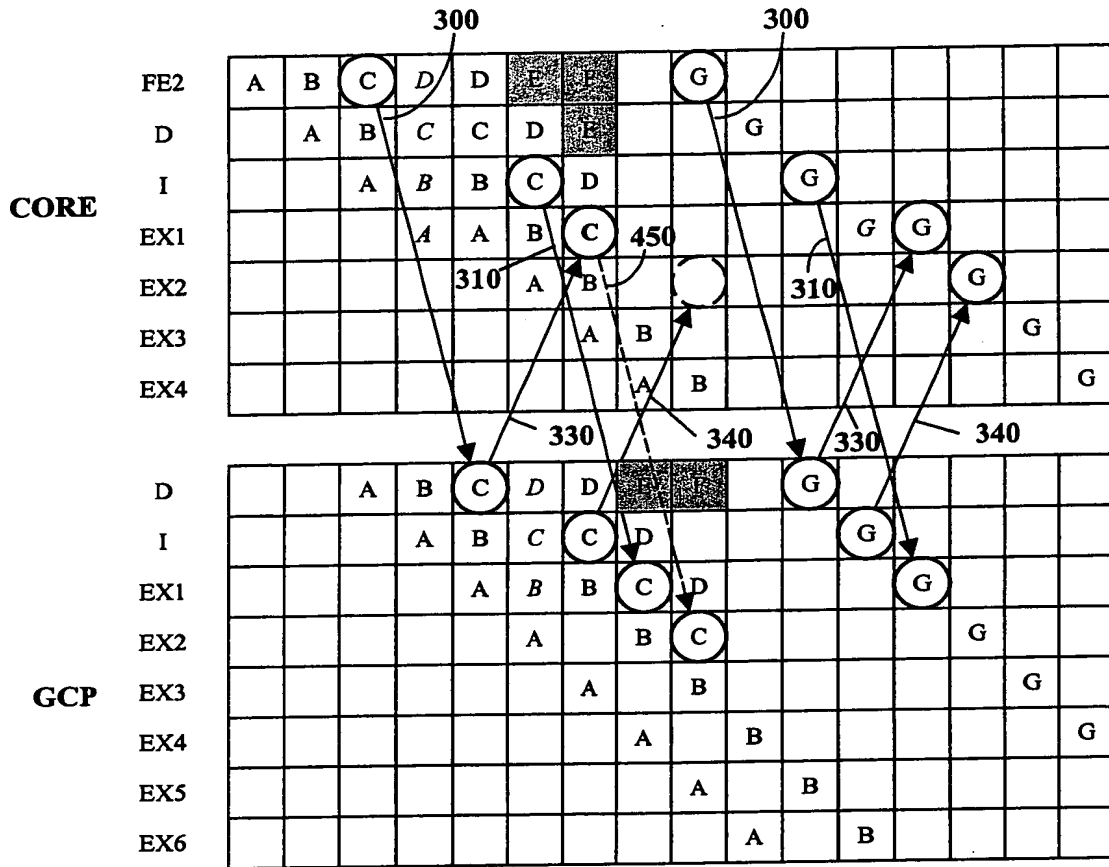 300 300
FE2 A B C D D E F G
D A B C C D E G
I A B B C D G
CORE
EX1 A A B C 450 G G
310 310
EX2 A B G
EX3 A B G
EX4 A B G
330 340 330 340
D A B C D D E F G
I A B C C D G
EX1 A B B C D G
EX2 A B C G
GCP
EX3 A B G
EX4 A B G
EX5 A B
EX6 A B